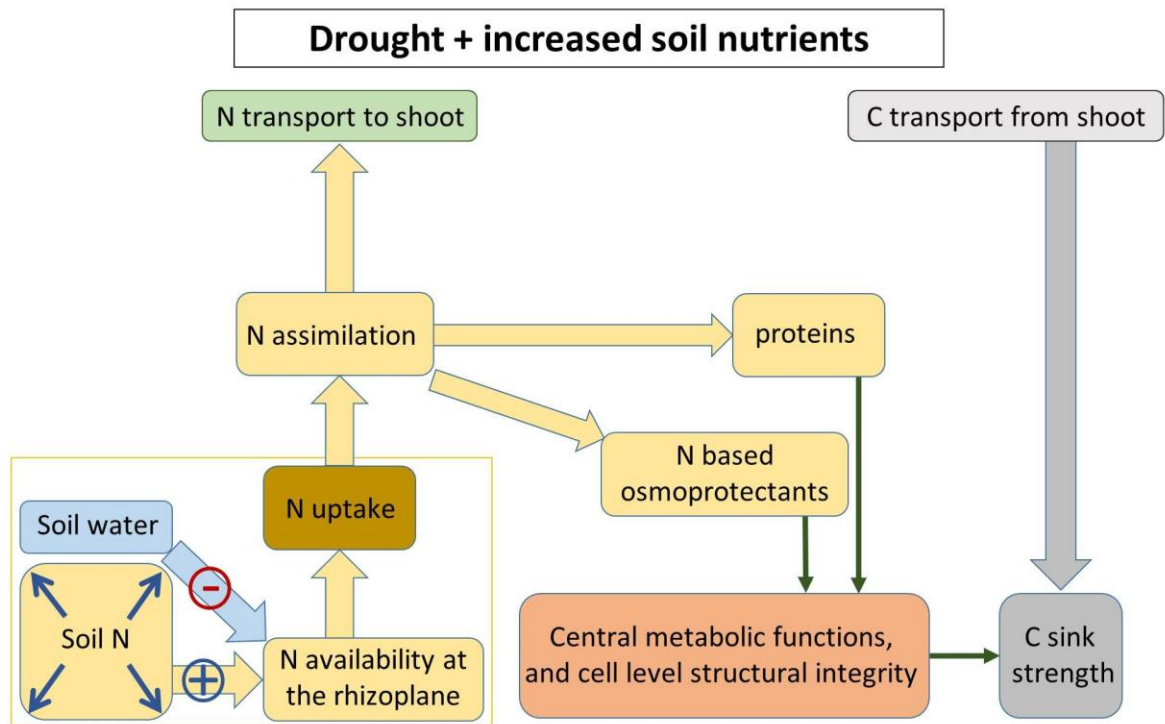 Drought + increased soil nutrients
N transport to shoot
C transport from shoot
N assimilation
proteins
N based
osmoprotectants
N uptake
Soil water
-
Soil N
+
N availability at
the rhizoplane
Central metabolic functions,
and cell level structural integrity
C sink
strength